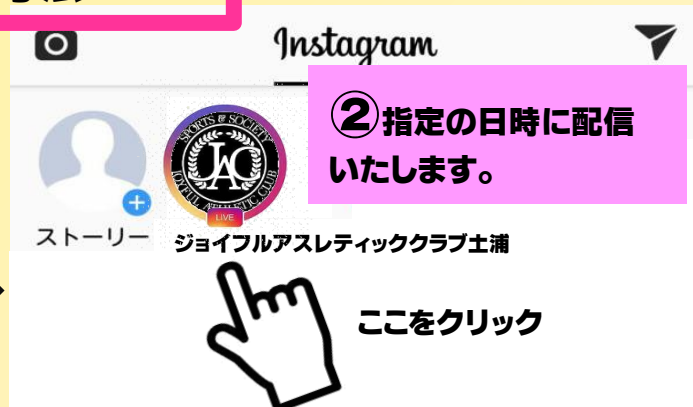 Instagram
②指定の日時に配信
いたします。
SPORTS & SOCIETY
JAC
JOYFUL ATHLETIC CLUB
LIVE
ストーリー
ジョイフルアスレティッククラブ土浦
ここをクリック